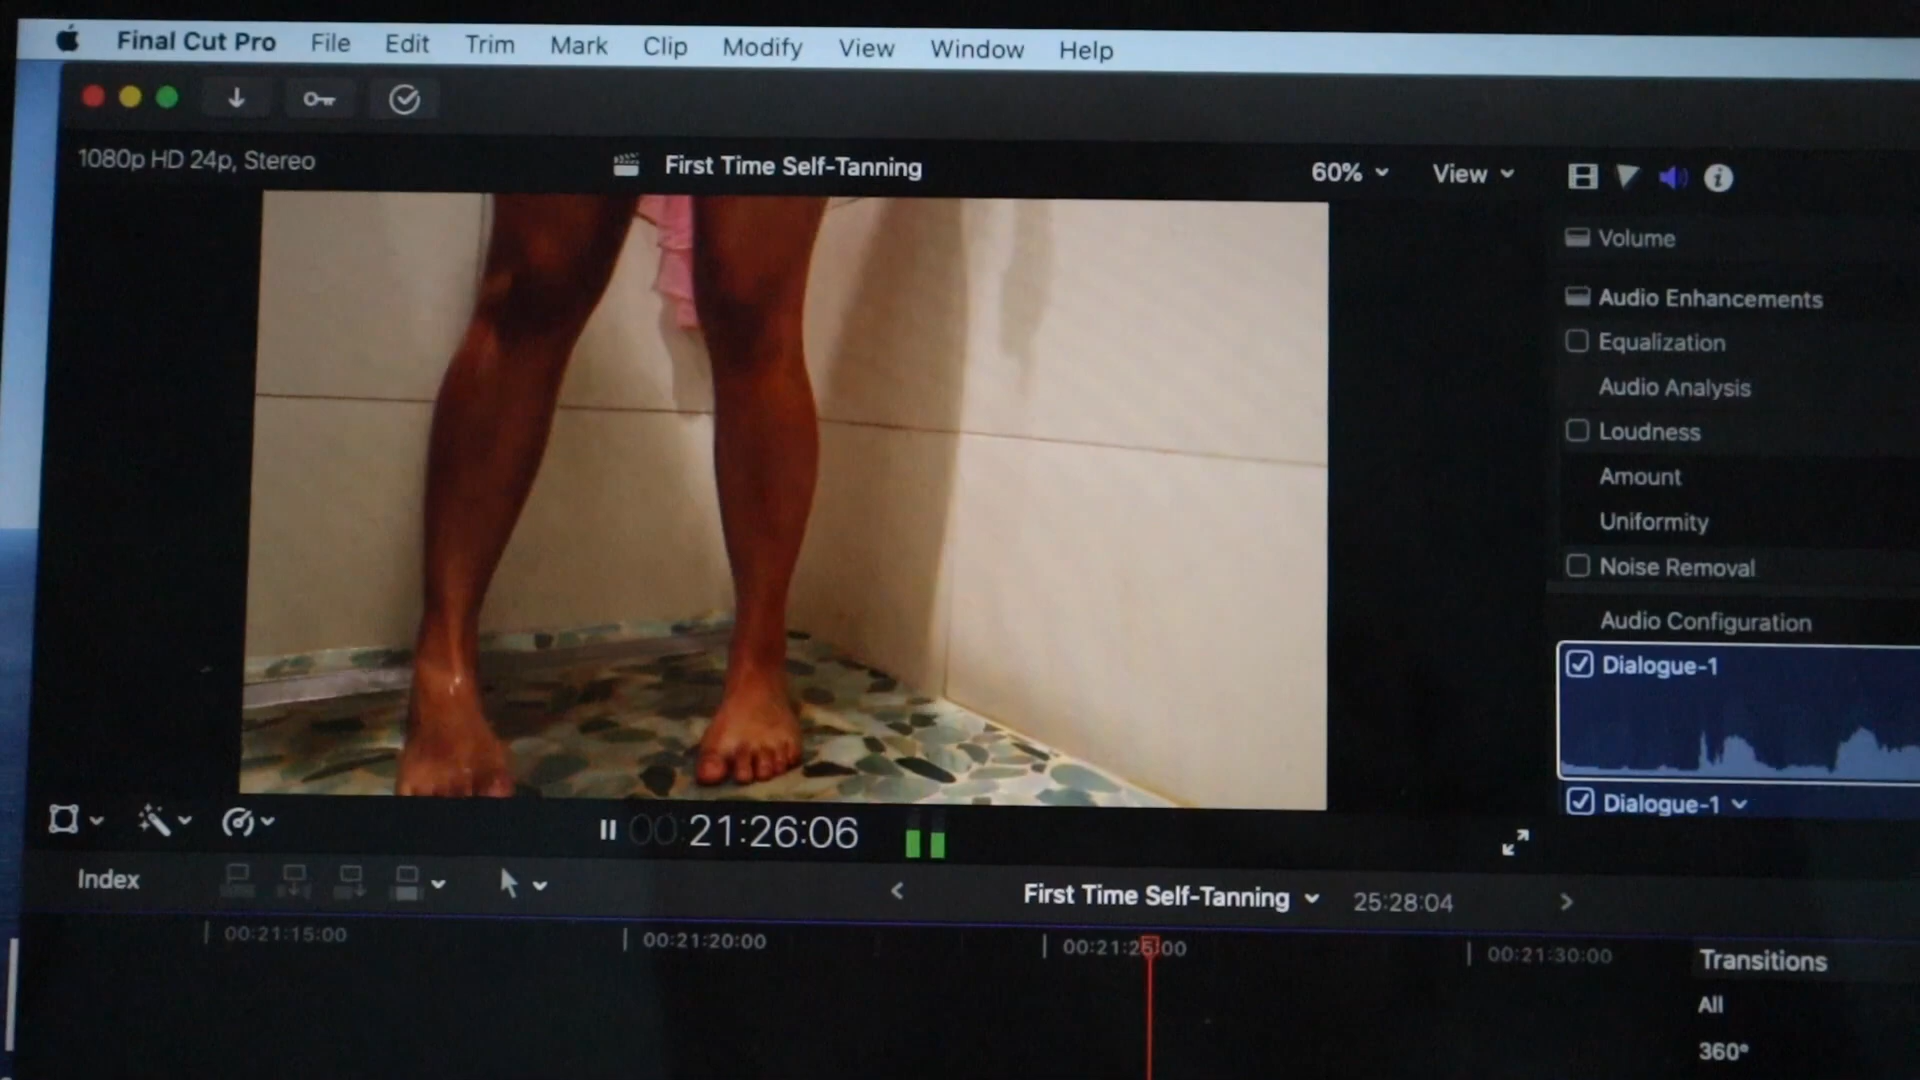 Final Cut Pro File Edit Trim Mark Clip Modify View Window Help
1080p HD 24p, Stereo
First Time Self-Tanning
60%
View
Volume
Audio Enhancements
Equalization
Audio Analysis
Loudness
Amount
Uniformity
Noise Removal
Audio Configuration
Dialogue-1
Dialogue-1
00:21:26:06
Index
First Time Self-Tanning
25:28:04
00:21:15:00
00:21:20:00
00:21:25:00
00:21:30:00
Transitions
All
360°